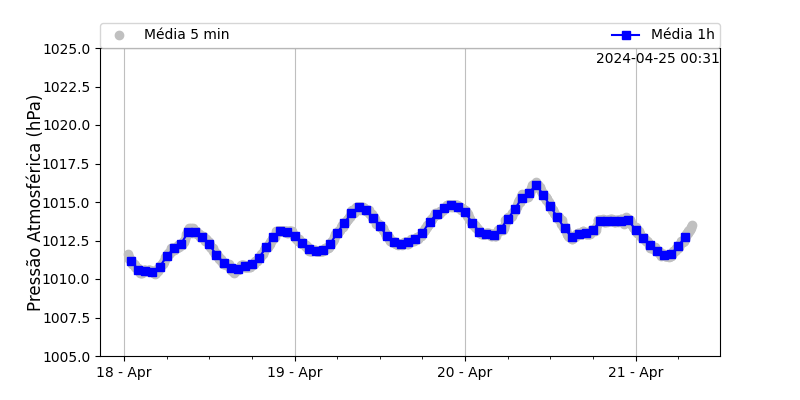 Média 5 min
Média 1h
2024-04-25 00:31
Pressão Atmosférica (hPa)
1025.0
1022.5
1020.0
1017.5
1015.0
1012.5
1010.0
1007.5
1005.0
18 - Apr
19 - Apr
20 - Apr
21 - Apr